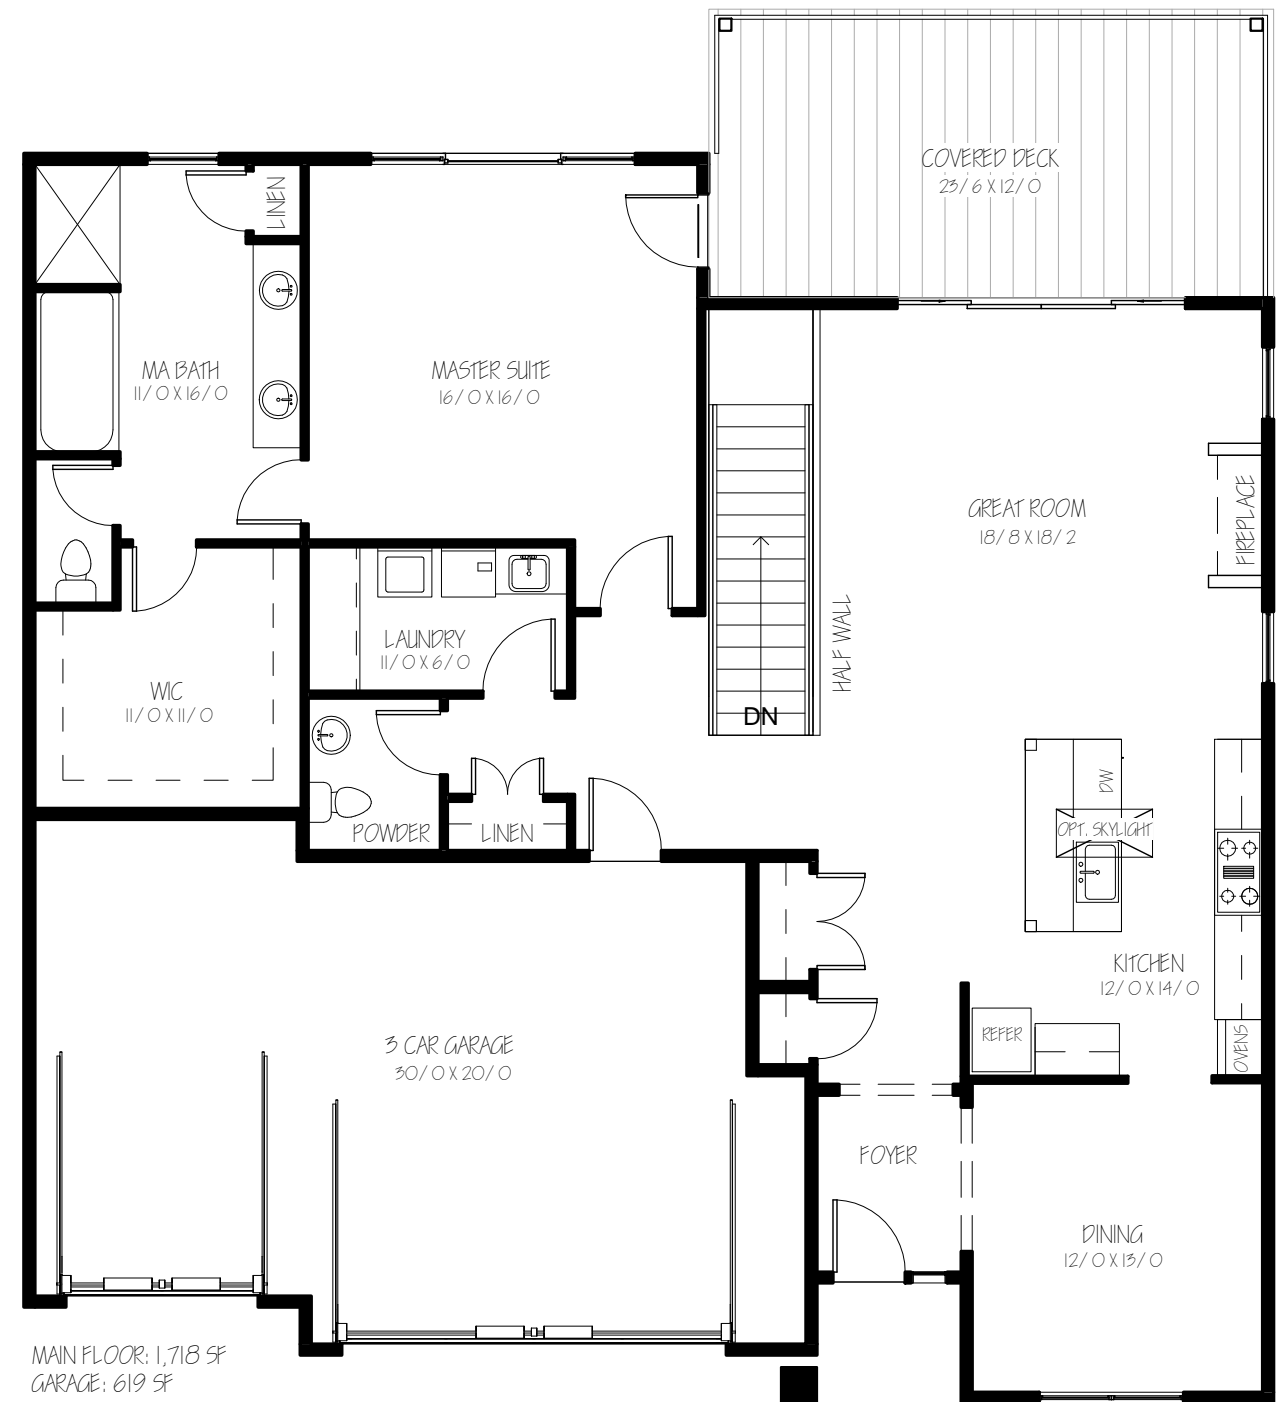 COVERED DECK
23/6 X 12/0
LINEN
MA BATH
11/0 X 16/0
MASTER SUITE
16/0 X 16/0
GREAT ROOM
18/8 X 18/2
FIREPLACE
HALF WALL
LAUNDRY
11/0 X 6/0
WIC
11/0 X 11/0
DN
DW
OPT. SKYLIGHT
POWDER
LINEN
KITCHEN
12/0 X 14/0
REFER
OVENS
3 CAR GARAGE
30/0 X 20/0
FOYER
DINING
12/0 X 13/0
MAIN FLOOR: 1,718 SF
GARAGE: 619 SF